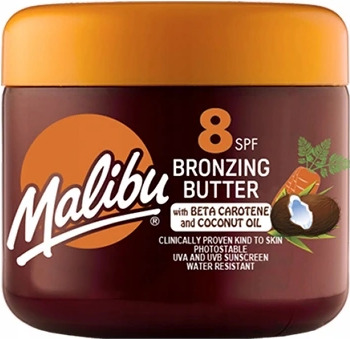 8 SPF
BRONZING
BUTTER
with BETA CAROTENE
and COCONUT OIL
Malibu®
CLINICALLY PROVEN KIND TO SKIN
PHOTOSTABLE
UVA AND UVB SUNSCREEN
WATER RESISTANT